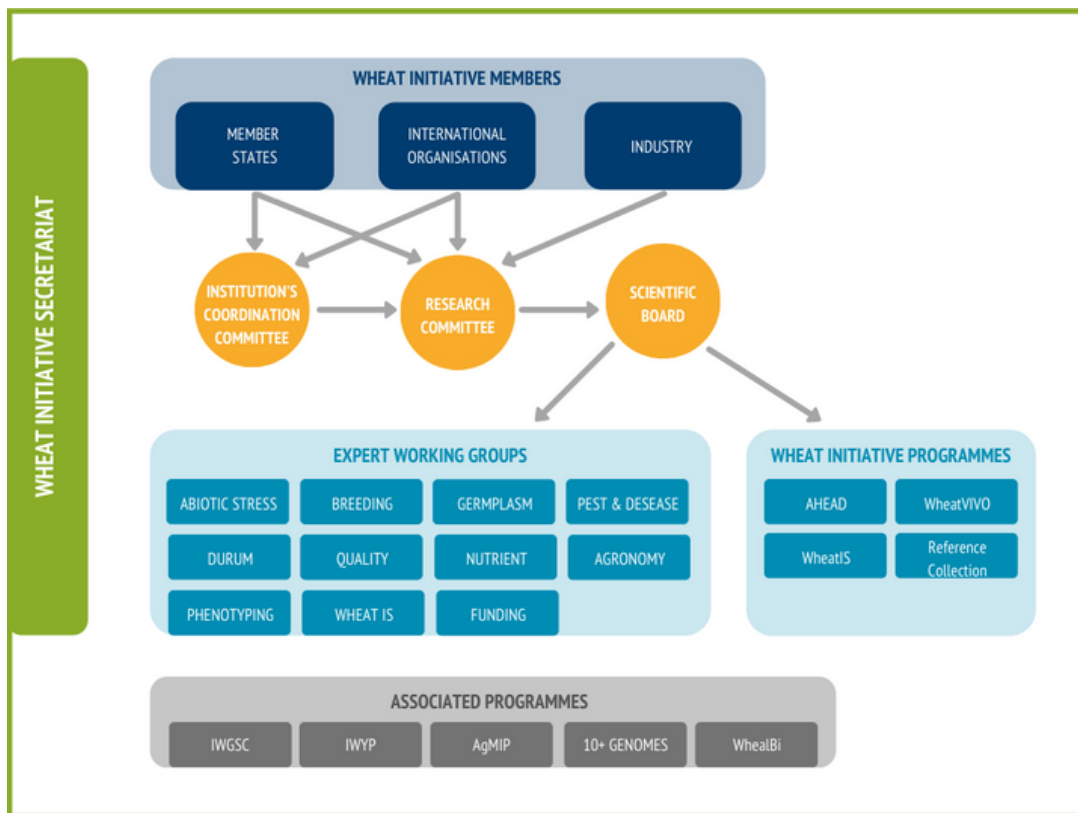 WHEAT INITIATIVE SECRETARIAT
WHEAT INITIATIVE MEMBERS
MEMBER
STATES
INTERNATIONAL
ORGANISATIONS
INDUSTRY
INSTITUTION'S
COORDINATION
COMMITTEE
RESEARCH
COMMITTEE
SCIENTIFIC
BOARD
EXPERT WORKING GROUPS
ABIOTIC STRESS
BREEDING
GERMPLASM
PEST & DESEASE
DURUM
QUALITY
NUTRIENT
AGRONOMY
PHENOTYPING
WHEAT IS
FUNDING
WHEAT INITIATIVE PROGRAMMES
AHEAD
WheatVIVO
WheatIS
Reference
Collection
ASSOCIATED PROGRAMMES
IWGSC
IWYP
AgMIP
10+ GENOMES
WhealBi